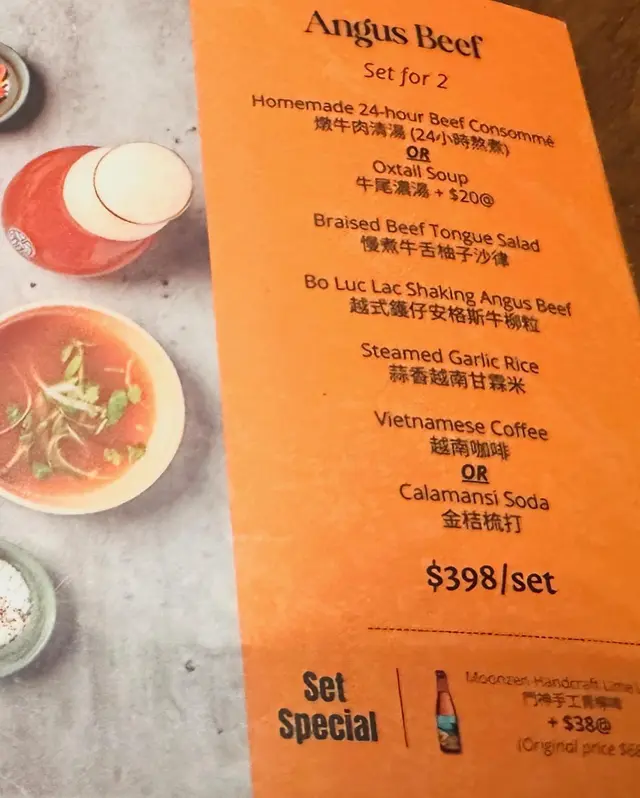 Angus Beef
Set for 2
Homemade 24-hour Beef Consommé
燉牛肉清湯 (24小時熬煮)
OR
Oxtail Soup
牛尾濃湯 + $20@
Braised Beef Tongue Salad
慢煮牛舌柚子沙律
Bo Luc Lac Shaking Angus Beef
越式鑊仔安格斯牛柳粒
Steamed Garlic Rice
蒜香越南甘霖米
Vietnamese Coffee
越南咖啡
OR
Calamansi Soda
金桔梳打
$398/set
Set
Special
Moonzen Handcraft Lime
門神手工青檸啤
+ $38@
(Original price